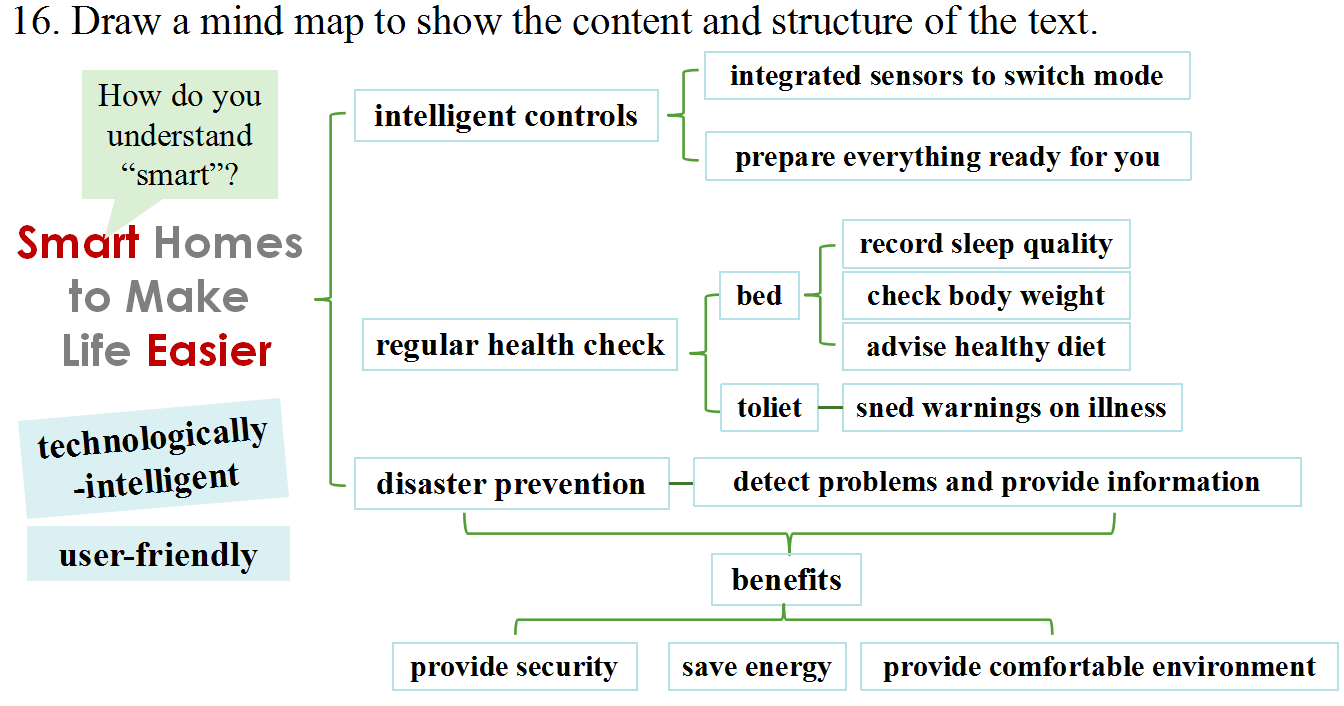 16. Draw a mind map to show the content and structure of the text.
How do you
understand
“smart”?
Smart Homes
to Make
Life Easier
technologically
-intelligent
user-friendly
intelligent controls
integrated sensors to switch mode
prepare everything ready for you
regular health check
bed
record sleep quality
check body weight
advise healthy diet
toliet
sned warnings on illness
disaster prevention
detect problems and provide information
benefits
provide security
save energy
provide comfortable environment